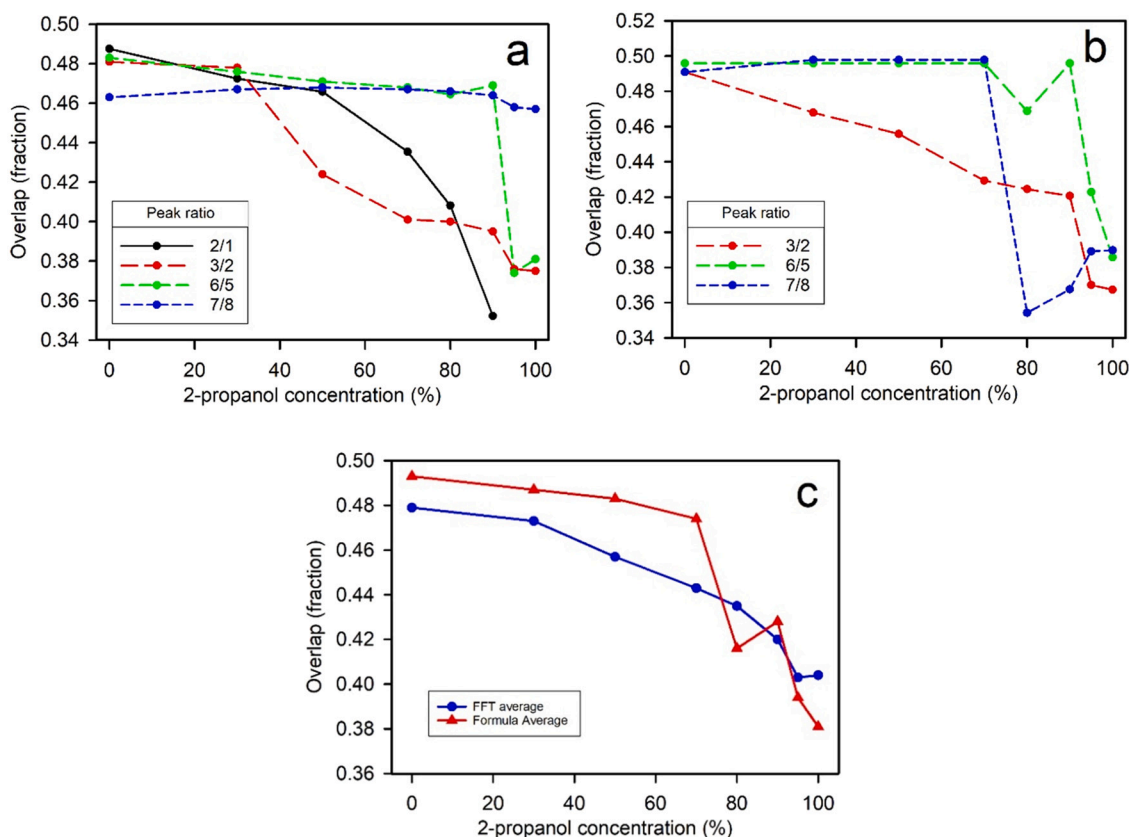 a
0.50
0.48
0.46
0.44
0.42
0.40
0.38
0.36
0.34
Overlap (fraction)
Peak ratio
2/1
3/2
6/5
7/8
0 20 40 60 80 100
2-propanol concentration (%)
b
0.52
0.50
0.48
0.46
0.44
0.42
0.40
0.38
0.36
0.34
Overlap (fraction)
Peak ratio
3/2
6/5
7/8
0 20 40 60 80 100
2-propanol concentration (%)
c
0.50
0.48
0.46
0.44
0.42
0.40
0.38
0.36
Overlap (fraction)
FFT average
Formula Average
0 20 40 60 80 100
2-propanol concentration (%)